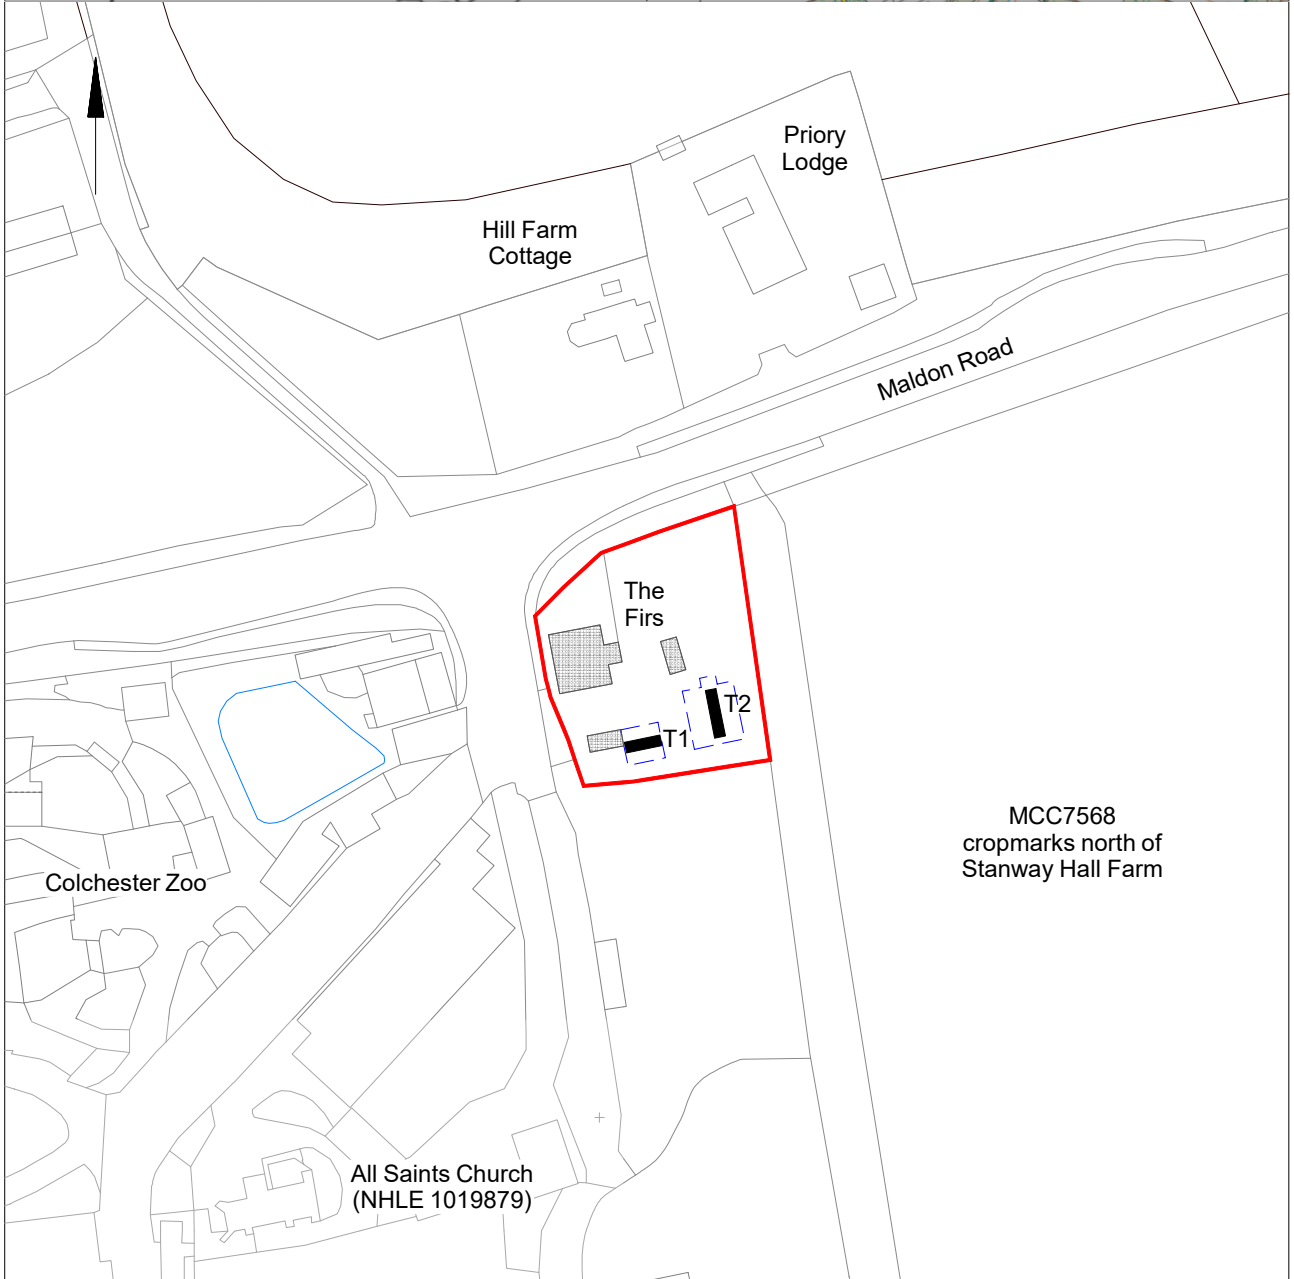 Priory
Lodge
Hill Farm
Cottage
Maldon Road
The
Firs
T2
T1
MCC7568
cropmarks north of
Stanway Hall Farm
Colchester Zoo
All Saints Church
(NHLE 1019879)